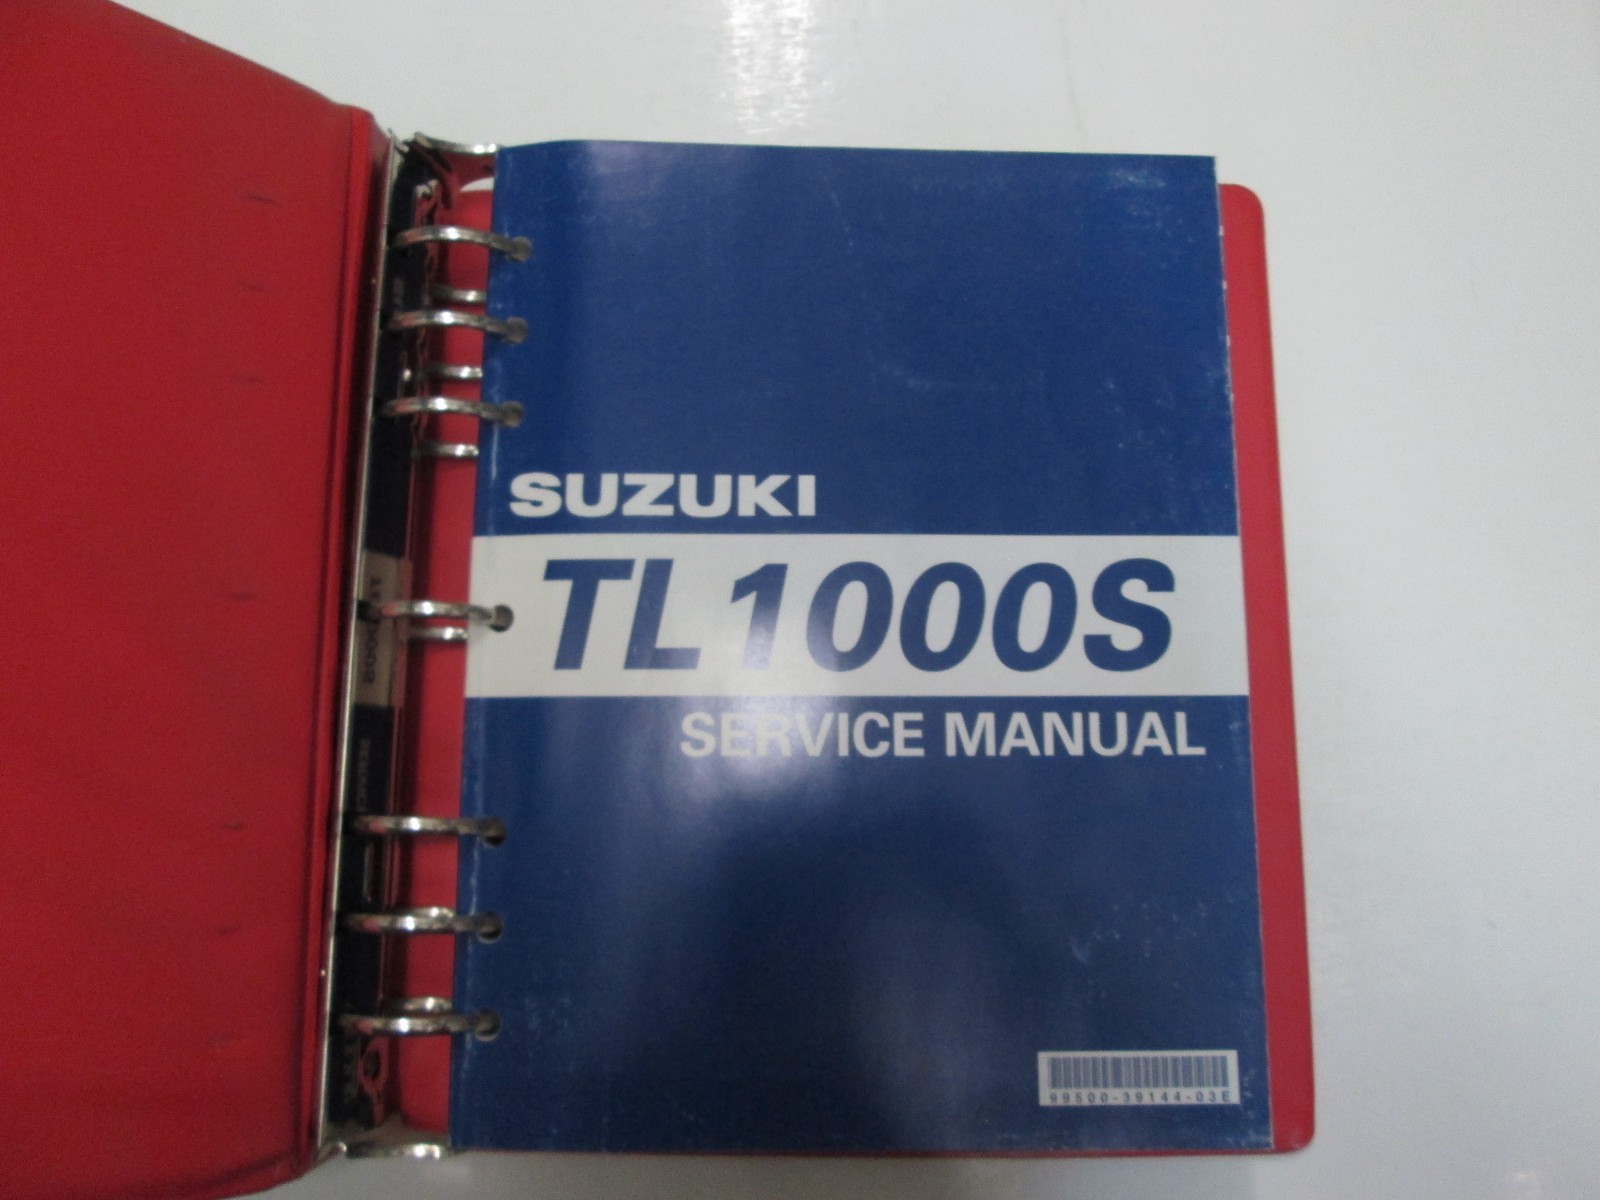 SUZUKI
TL1000S
SERVICE MANUAL
99500-39144-03E